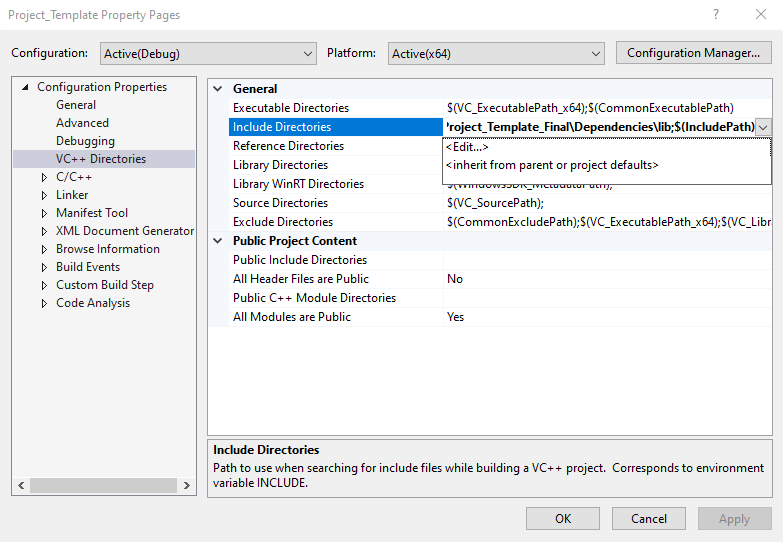 Project_Template Property Pages
Configuration: Active(Debug) Platform: Active(x64) Configuration Manager...
Configuration Properties
General
Advanced
Debugging
VC++ Directories
C/C++
Linker
Manifest Tool
XML Document Generator
Browse Information
Build Events
Custom Build Step
Code Analysis
General
Executable Directories $(VC_ExecutablePath_x64);$(CommonExecutablePath)
Include Directories Project_Template_Final\Dependencies\lib;$(IncludePath)
Reference Directories <Edit...>
Library Directories <inherit from parent or project defaults>
Library WinRT Directories $(WindowsSDK_MetadataPath);
Source Directories $(VC_SourcePath);
Exclude Directories $(CommonExcludePath);$(VC_ExecutablePath_x64);$(VC_Libra
Public Project Content
Public Include Directories
All Header Files are Public No
Public C++ Module Directories
All Modules are Public Yes
Include Directories
Path to use when searching for include files while building a VC++ project. Corresponds to environment
variable INCLUDE.
OK Cancel Apply